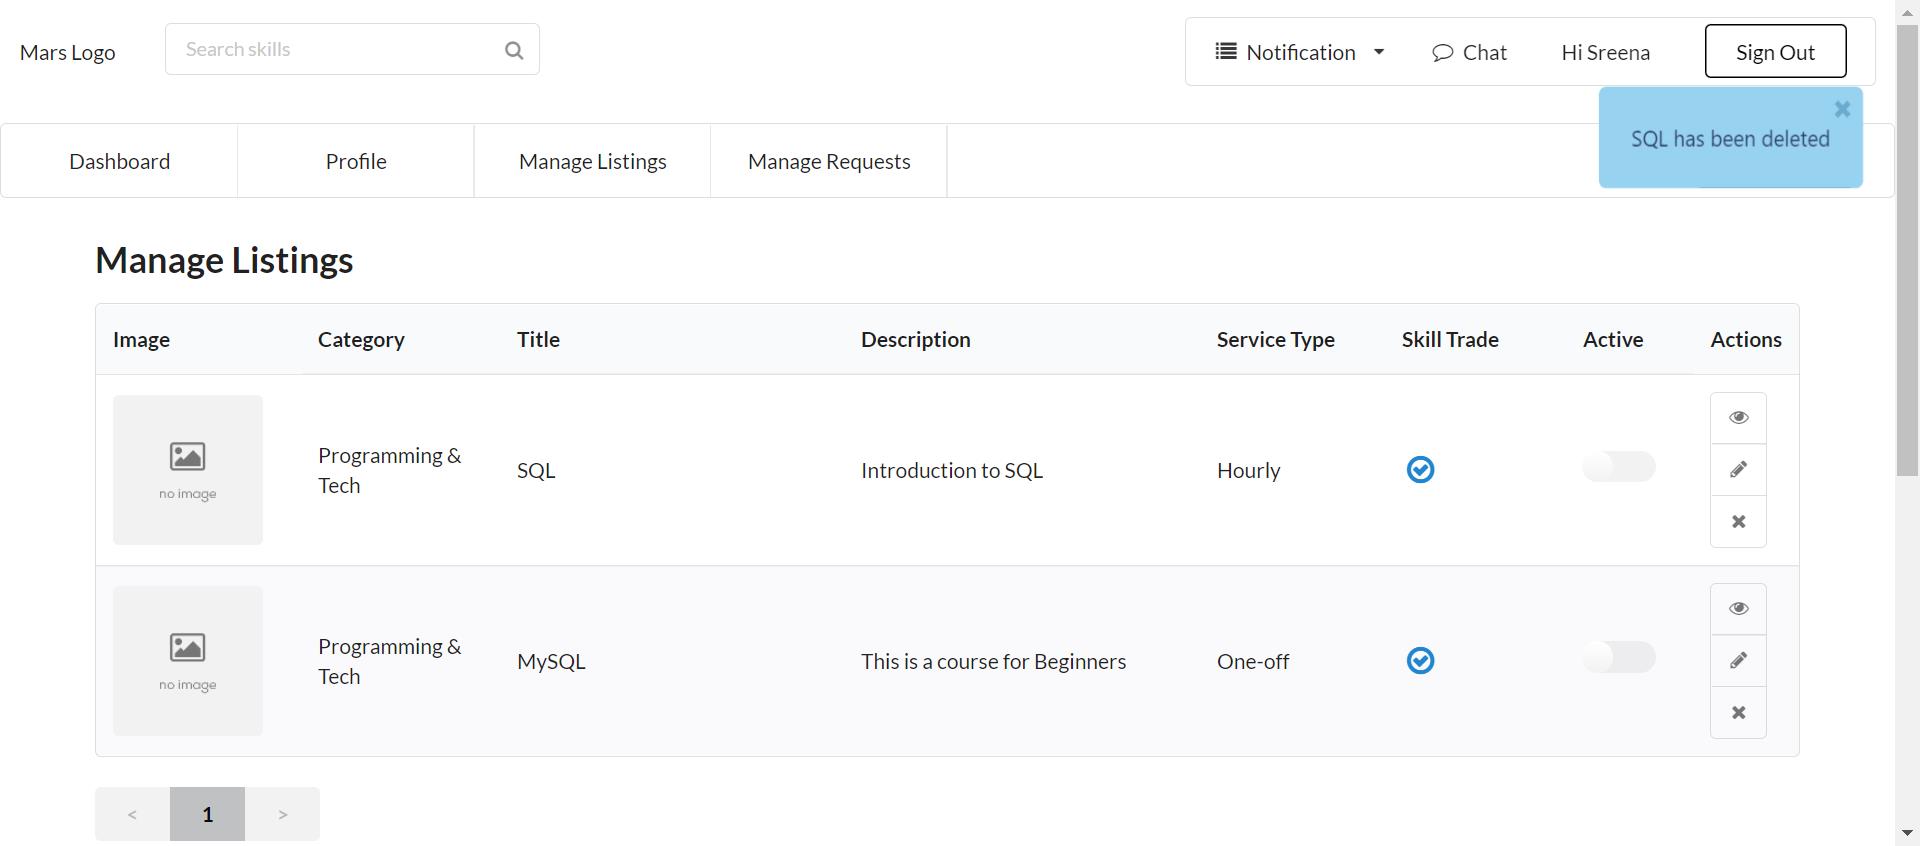 Mars Logo
Search skills
Notification
Chat
Hi Sreena
Sign Out
SQL has been deleted
Dashboard
Profile
Manage Listings
Manage Requests
Manage Listings
Image Category Title Description Service Type Skill Trade Active Actions
no image
Programming &
Tech
SQL
Introduction to SQL
Hourly
no image
Programming &
Tech
MySQL
This is a course for Beginners
One-off
< 1 >